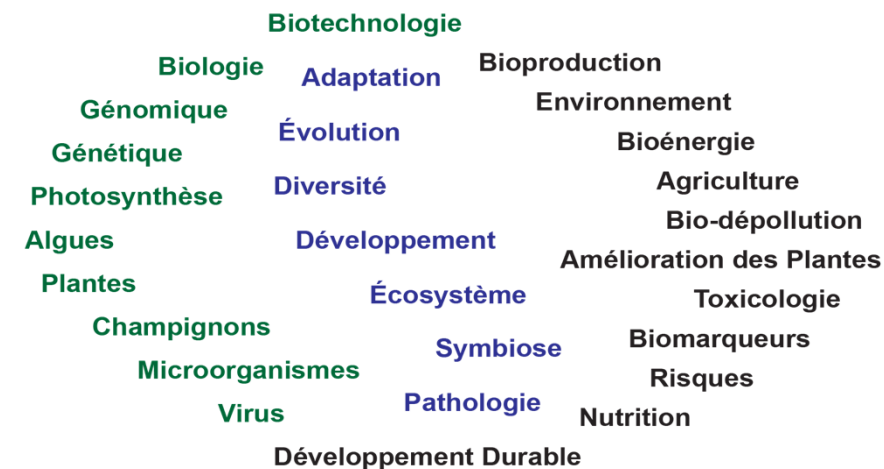 Biotechnologie
Biologie
Génomique
Génétique
Photosynthèse
Algues
Plantes
Champignons
Microorganismes
Virus
Adaptation
Évolution
Diversité
Développement
Écosystème
Symbiose
Pathologie
Bioproduction
Environnement
Bioénergie
Agriculture
Bio-dépollution
Amélioration des Plantes
Toxicologie
Biomarqueurs
Risques
Nutrition
Développement Durable